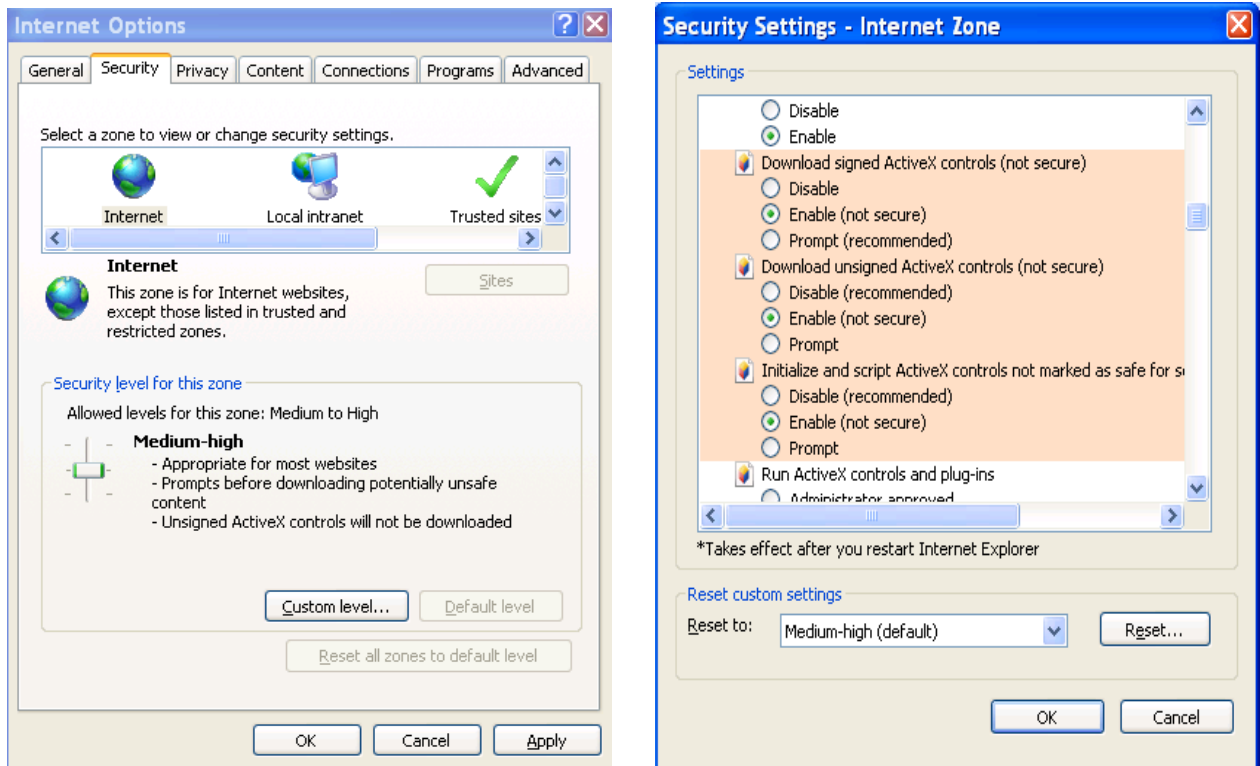 Internet Options
General Security Privacy Content Connections Programs Advanced
Select a zone to view or change security settings.
Internet Local intranet Trusted sites
Internet
Sites
This zone is for Internet websites,
except those listed in trusted and
restricted zones.
Security level for this zone
Allowed levels for this zone: Medium to High
Medium-high
- Appropriate for most websites
- Prompts before downloading potentially unsafe
content
- Unsigned ActiveX controls will not be downloaded
Custom level... Default level
Reset all zones to default level
OK Cancel Apply
Security Settings - Internet Zone
Settings
Disable
Enable
Download signed ActiveX controls (not secure)
Disable
Enable (not secure)
Prompt (recommended)
Download unsigned ActiveX controls (not secure)
Disable (recommended)
Enable (not secure)
Prompt
Initialize and script ActiveX controls not marked as safe for
Disable (recommended)
Enable (not secure)
Prompt
Run ActiveX controls and plug-ins
Administrator approved
*Takes effect after you restart Internet Explorer
Reset custom settings
Reset to: Medium-high (default) Reset...
OK Cancel